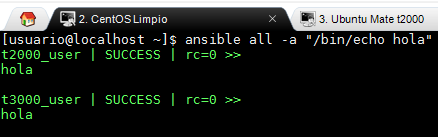 2. CentOS Limpio
3. Ubuntu Mate t2000
[usuario@localhost ~]$ ansible all -a "/bin/echo hola"
t2000_user | SUCCESS | rc=0 >>
hola
t3000_user | SUCCESS | rc=0 >>
hola